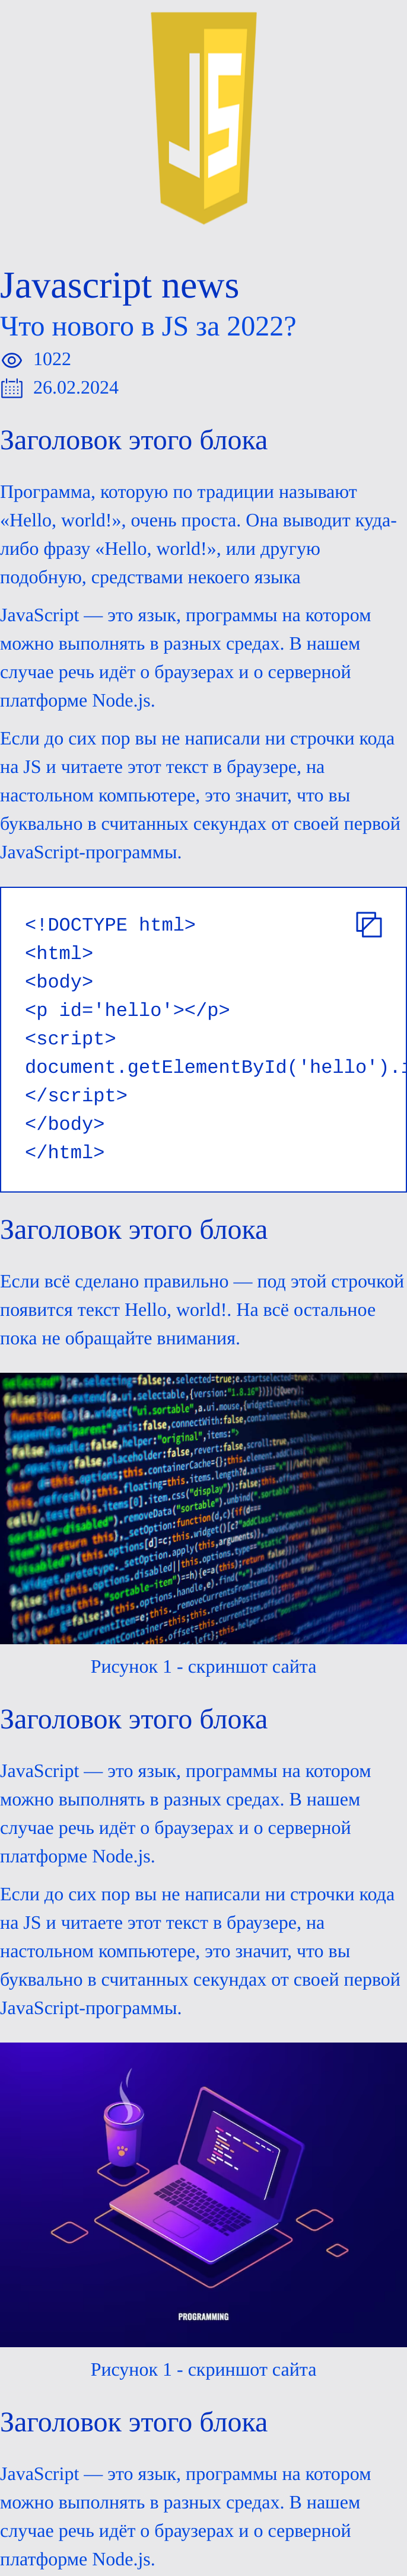 JS
Javascript news
Что нового в JS за 2022?
1022
26.02.2024
Заголовок этого блока
Программа, которую по традиции называют
«Hello, world!», очень проста. Она выводит куда-
либо фразу «Hello, world!», или другую
подобную, средствами некоего языка
JavaScript — это язык, программы на котором
можно выполнять в разных средах. В нашем
случае речь идёт о браузерах и о серверной
платформе Node.js.
Если до сих пор вы не написали ни строчки кода
на JS и читаете этот текст в браузере, на
настольном компьютере, это значит, что вы
буквально в считанных секундах от своей первой
JavaScript-программы.
<!DOCTYPE html>
<html>
<body>
<p id='hello'></p>
<script>
document.getElementById('hello').i
</script>
</body>
</html>
Заголовок этого блока
Если всё сделано правильно — под этой строчкой
появится текст Hello, world!. На всё остальное
пока не обращайте внимания.
Рисунок 1 - скриншот сайта
Заголовок этого блока
JavaScript — это язык, программы на котором
можно выполнять в разных средах. В нашем
случае речь идёт о браузерах и о серверной
платформе Node.js.
Если до сих пор вы не написали ни строчки кода
на JS и читаете этот текст в браузере, на
настольном компьютере, это значит, что вы
буквально в считанных секундах от своей первой
JavaScript-программы.
PROGRAMMING
Рисунок 1 - скриншот сайта
Заголовок этого блока
JavaScript — это язык, программы на котором
можно выполнять в разных средах. В нашем
случае речь идёт о браузерах и о серверной
платформе Node.js.